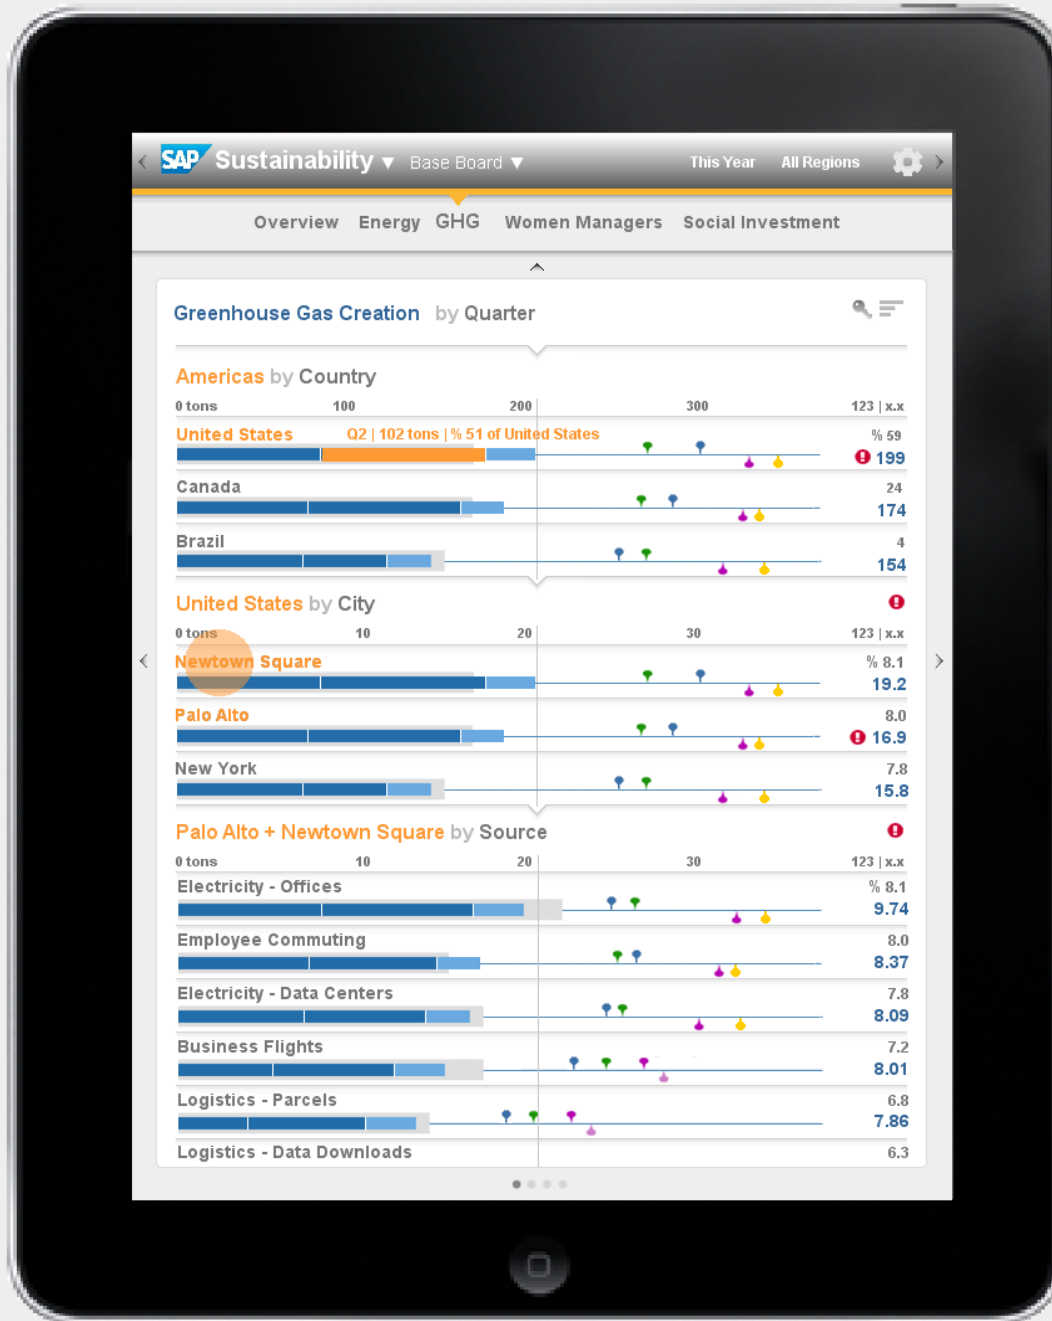 SAP Sustainability Base Board This Year All Regions
Overview Energy GHG Women Managers Social Investment
Greenhouse Gas Creation by Quarter
Americas by Country
0 tons 100 200 300 123 | x.x
United States Q2 | 102 tons | % 51 of United States % 59
199
Canada 24
174
Brazil 4
154
United States by City
0 tons 10 20 30 123 | x.x
Newtown Square % 8.1
19.2
Palo Alto 8.0
16.9
New York 7.8
15.8
Palo Alto + Newtown Square by Source
0 tons 10 20 30 123 | x.x
Electricity - Offices % 8.1
9.74
Employee Commuting 8.0
8.37
Electricity - Data Centers 7.8
8.09
Business Flights 7.2
8.01
Logistics - Parcels 6.8
7.86
Logistics - Data Downloads 6.3